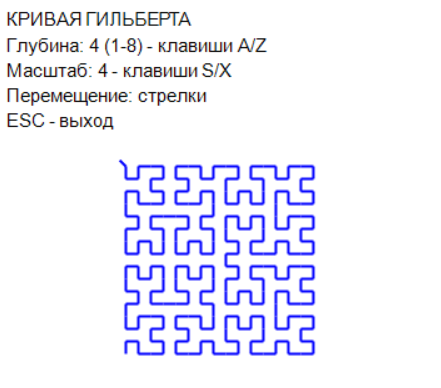 КРИВАЯ ГИЛЬБЕРТА
Глубина: 4 (1-8) - клавиши A/Z
Масштаб: 4 - клавиши S/X
Перемещение: стрелки
ESC - выход